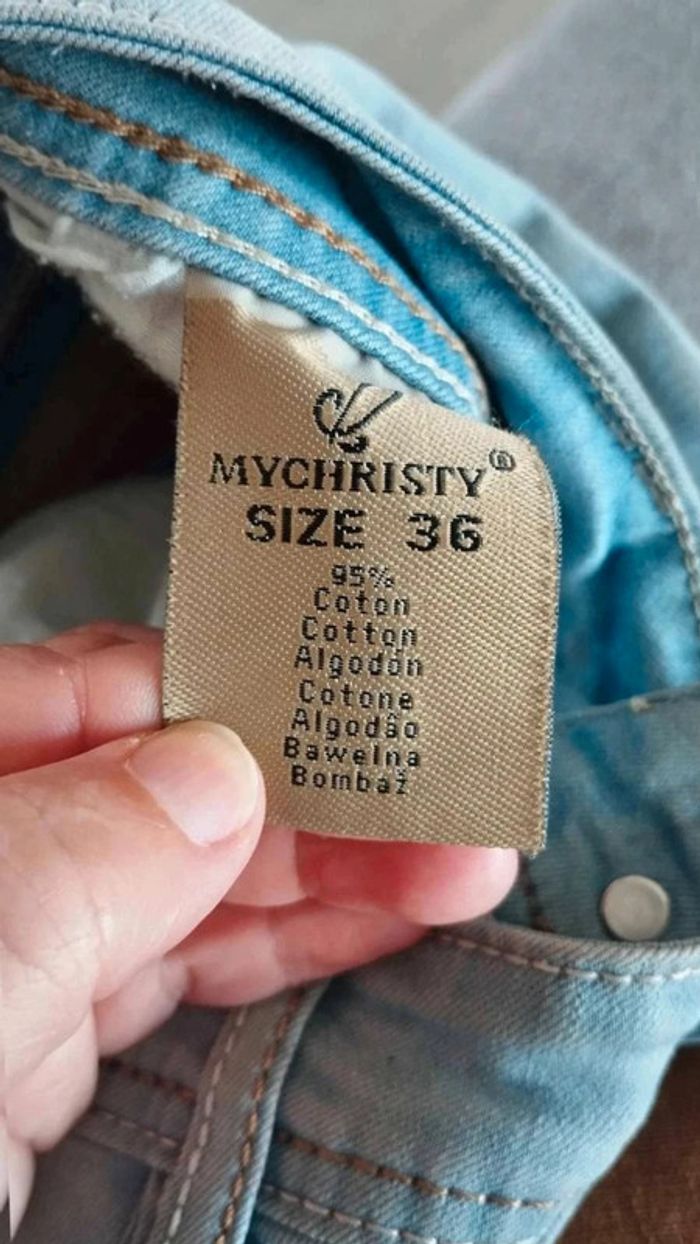 MYCHRISTY®
SIZE 36
95%
Coton
Cotton
Algodón
Cotone
Algodão
Bawełna
Bombaž